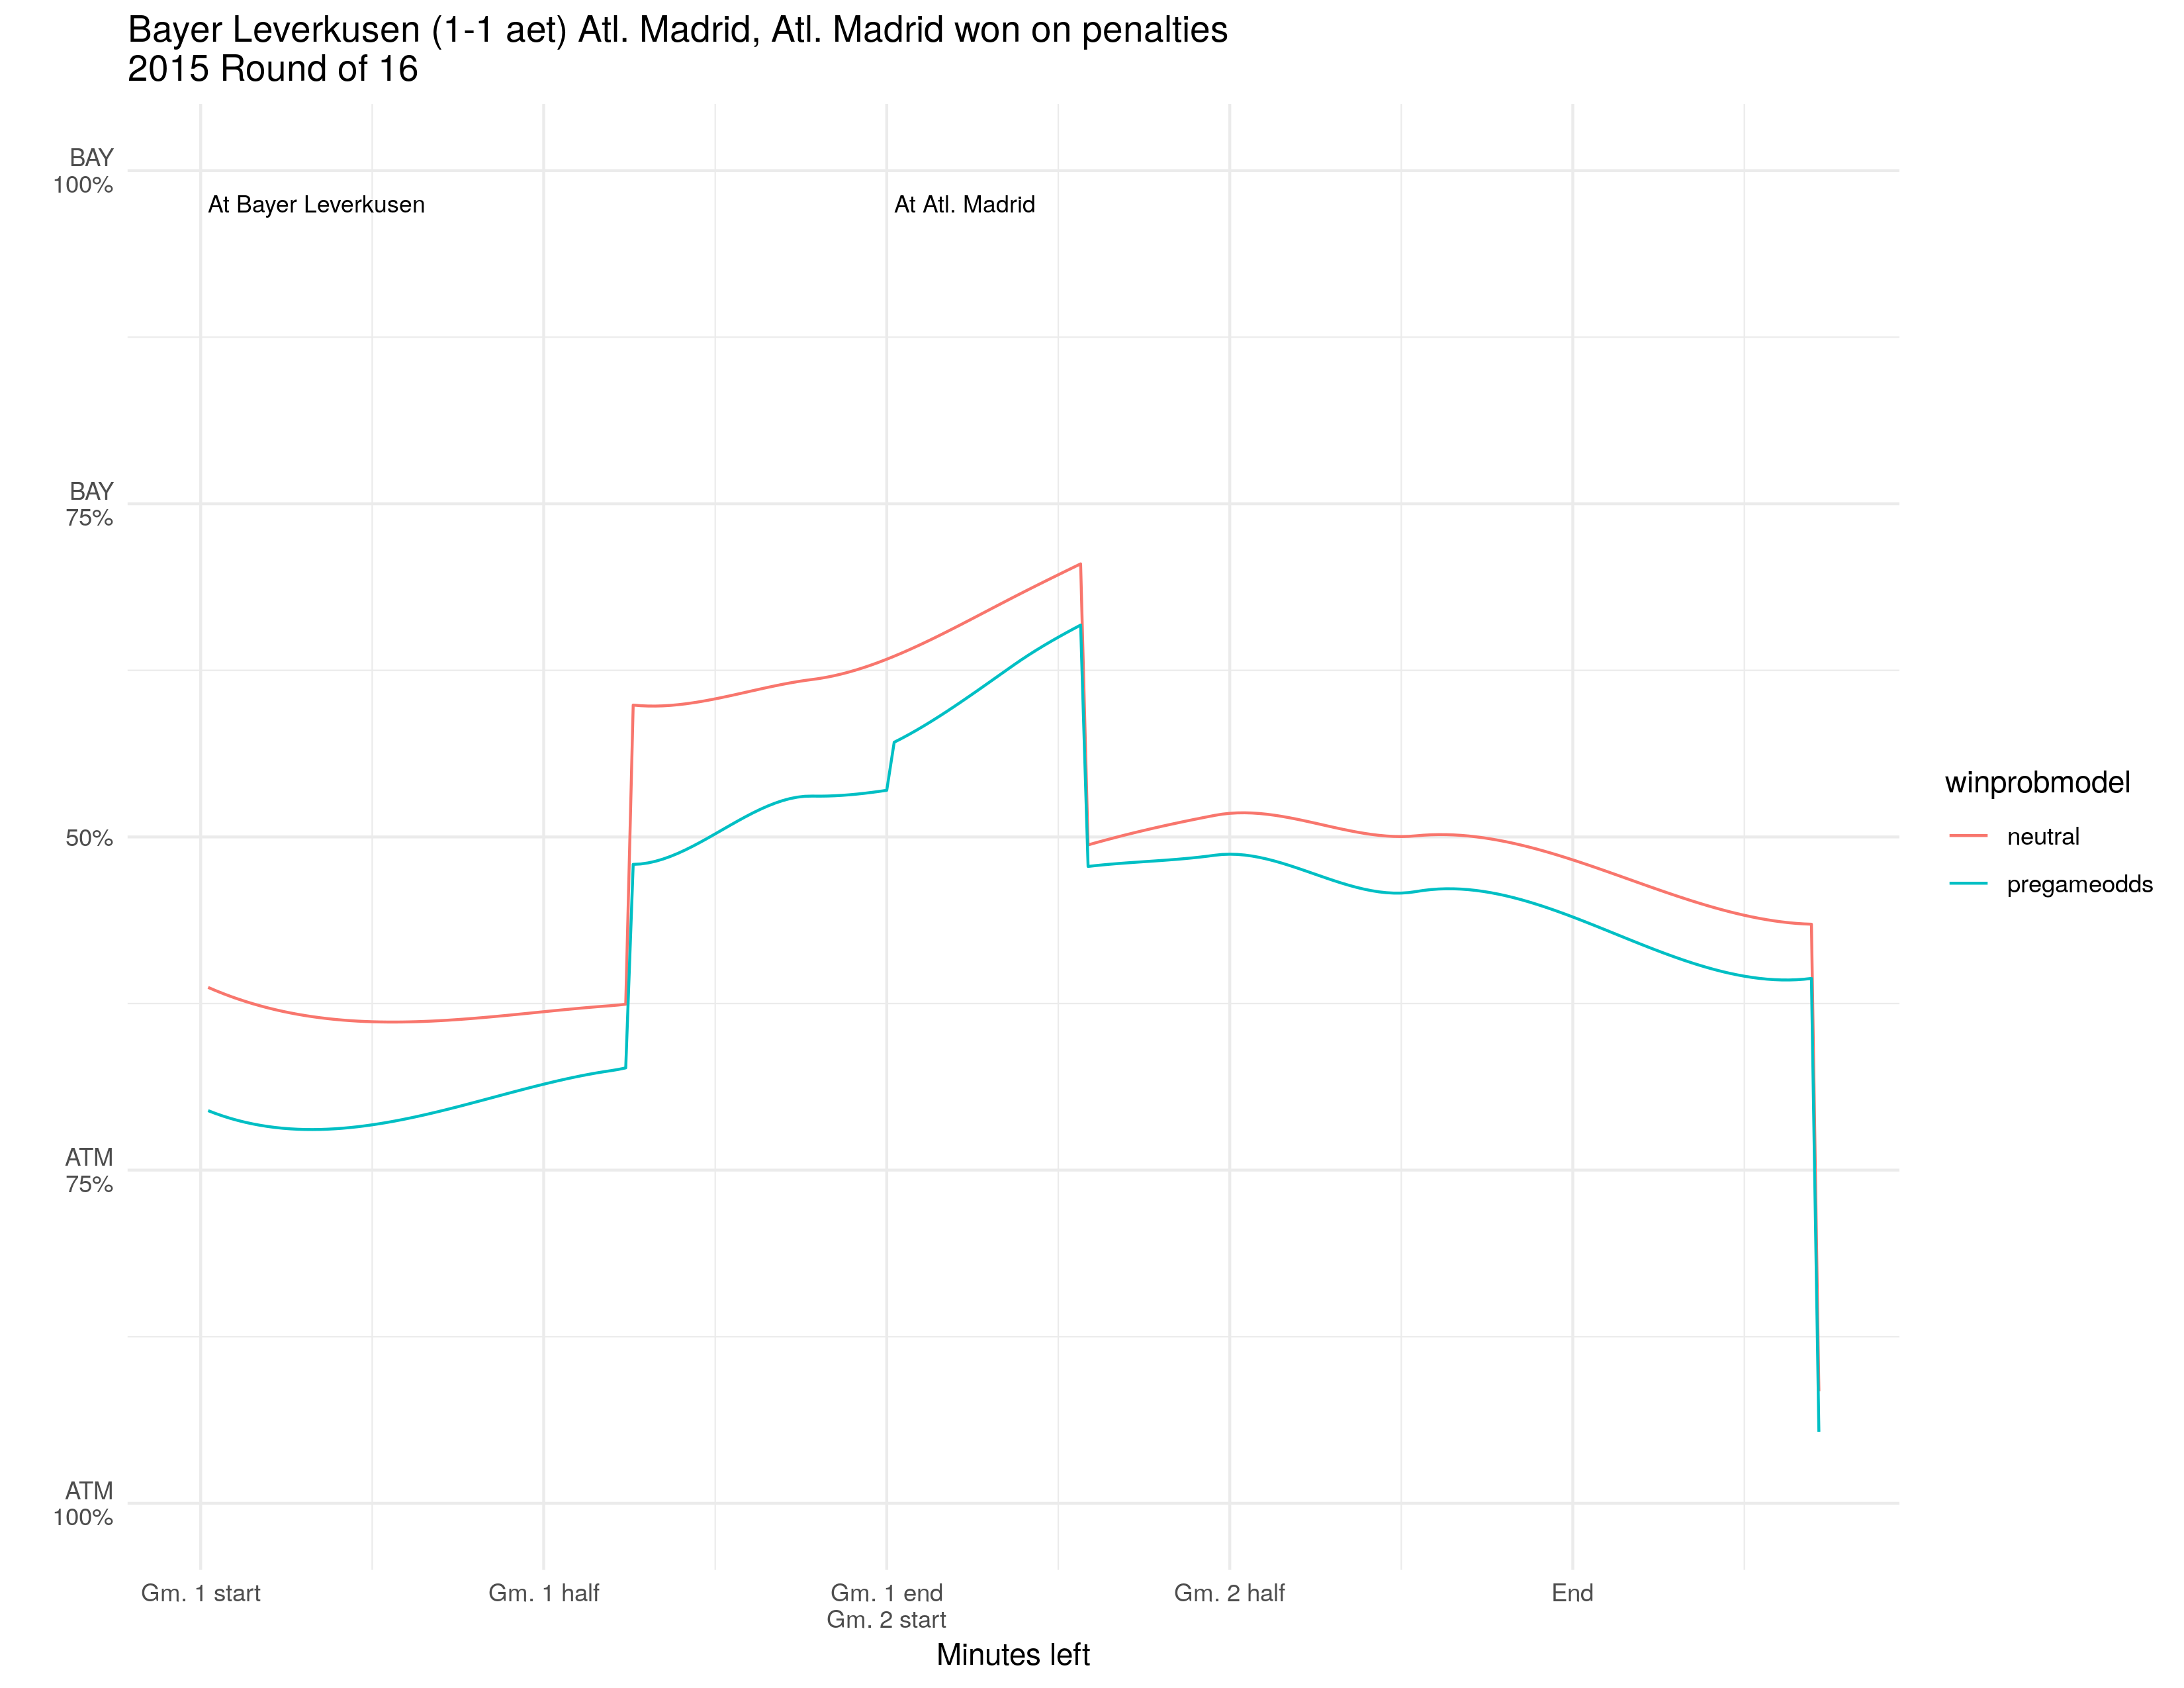 Bayer Leverkusen (1-1 aet) Atl. Madrid, Atl. Madrid won on penalties
2015 Round of 16
BAY
100%
At Bayer Leverkusen
At Atl. Madrid
BAY
75%
50%
ATM
75%
ATM
100%
winprobmodel
neutral
pregameodds
Gm. 1 start
Gm. 1 half
Gm. 1 end
Gm. 2 start
Gm. 2 half
End
Minutes left